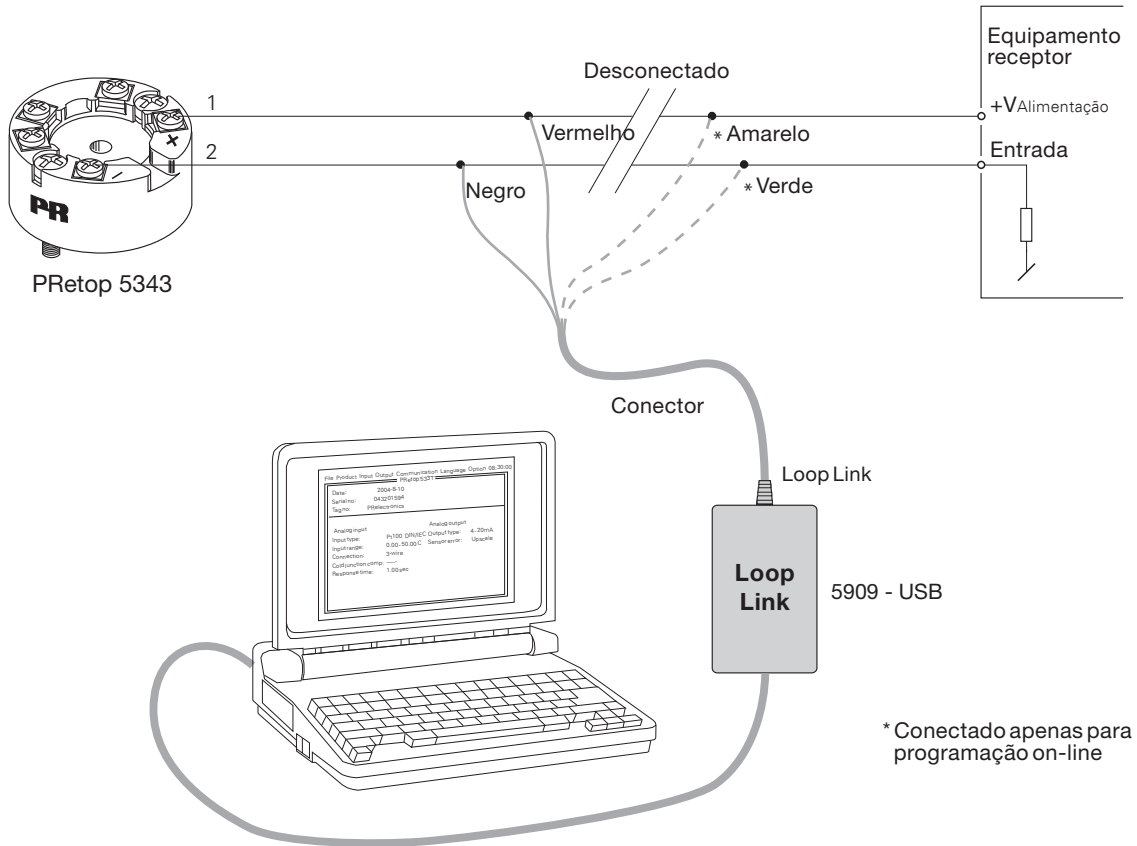 Equipamento
receptor
Desconectado
1
+VAlimentação
Vermelho
* Amarelo
2
Entrada
Negro
* Verde
PR
PRetop 5343
Conector
Loop Link
File Product Input Output Communication Language Option 08:30:00
PRetop 5331
Date: 2004-8-10
Serial no: 043201594
Tag no: PRelectronics
Analog input
Analog output
Input type: Pt100 DIN/IEC Output type: 4-20mA
Input range: 0.00-50.00 C Sensor error: Upscale
Connection: 3-wire
Cold junction comp: ----
Response time: 1.00 sec
Loop
Link
5909 - USB
* Conectado apenas para
programação on-line